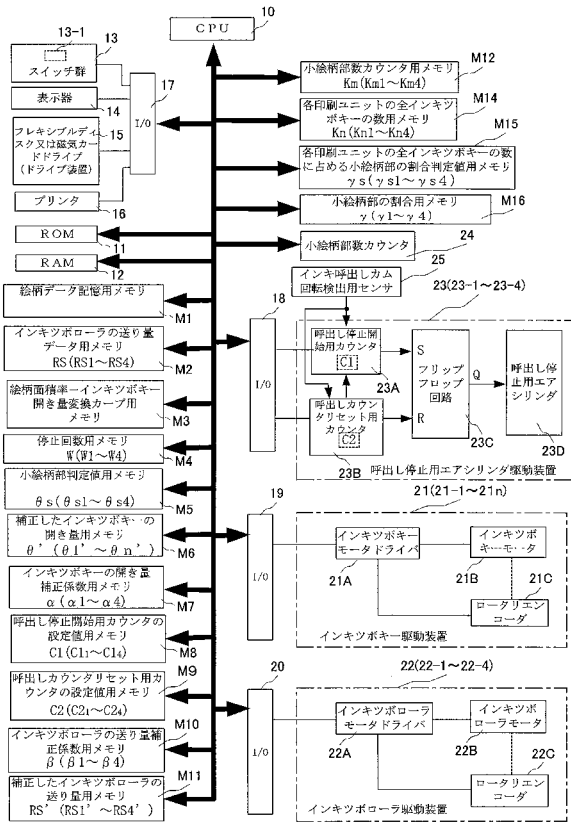 10
CPU
13-1
13
スイッチ群
17
I/O
表示器
14
フレキシブルディ
スク又は磁気カー
ドドライブ
(ドライブ装置)
15
プリンタ
16
ROM
11
RAM
12
絵柄データ記憶用メモリ
M1
インキツボローラの送り量
データ用メモリ
RS(RS1〜RS4)
M2
絵柄面積率ーインキツボキー
開き量変換カーブ用
メモリ
M3
停止回数用メモリ
W(W1〜W4)
M4
小絵柄部判定値用メモリ
θs(θs1〜θs4)
M5
補正したインキツボキーの
開き量用メモリ
θ'(θ1'〜θn')
M6
インキツボキーの開き量
補正係数用メモリ
α(α1〜α4)
M7
呼出し停止開始用カウンタの
設定値用メモリ
C1(C1₁〜C1₄)
M8
呼出しカウンタリセット用カ
ウンタの設定値用メモリ
C2(C2₁〜C2₄)
M9
インキツボローラの送り量補
正係数用メモリ
β(β1〜β4)
M10
補正したインキツボローラの
送り量用メモリ
RS'(RS1'〜RS4')
M11
小絵柄部数カウンタ用メモリ
Km(Km1〜Km4)
M12
各印刷ユニットの全インキツ
ボキーの数用メモリ
Kn(Kn1〜Kn4)
M14
各印刷ユニットの全インキツボキーの数
に占める小絵柄部の割合判定値用メモリ
γs(γs1〜γs4)
M15
小絵柄部の割合用メモリ
γ(γ1〜γ4)
M16
小絵柄部数カウンタ
24
インキ呼出しカム
回転検出用センサ
25
18
I/O
23(23-1〜23-4)
呼出し停止開
始用カウンタ
C1
23A
呼出しカウン
タリセット用
カウンタ
C2
23B
S
R
フリップ
フロップ
回路
23C
Q
呼出し停
止用エア
シリンダ
23D
呼出し停止用エアシリンダ駆動装置
19
I/O
21(21-1〜21n)
インキツボキー
モータドライバ
21A
インキツボ
キーモータ
21B
21C
ロータリエン
コーダ
インキツボキー駆動装置
20
I/O
22(22-1〜22-4)
インキツボローラ
モータドライバ
22A
インキツボ
ローラモータ
22B
22C
ロータリエン
コーダ
インキツボローラ駆動装置